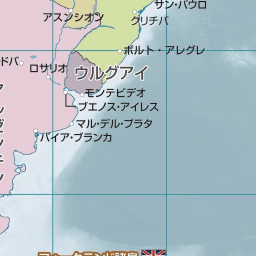 サン・パウロ
アスンシオン
クリチバ
ポルト・アレグレ
ドバ
ロサリオ
ウルグアイ
モンテビデオ
ブエノス・アイレス
マル・デル・プラタ
バイア・ブランカ